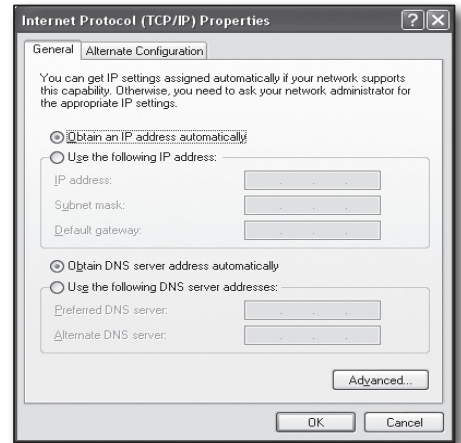 Internet Protocol (TCP/IP) Properties
General
Alternate Configuration
You can get IP settings assigned automatically if your network supports
this capability. Otherwise, you need to ask your network administrator for
the appropriate IP settings.
Obtain an IP address automatically
Use the following IP address:
IP address:
Subnet mask:
Default gateway:
Obtain DNS server address automatically
Use the following DNS server addresses:
Preferred DNS server:
Alternate DNS server:
Advanced...
OK
Cancel